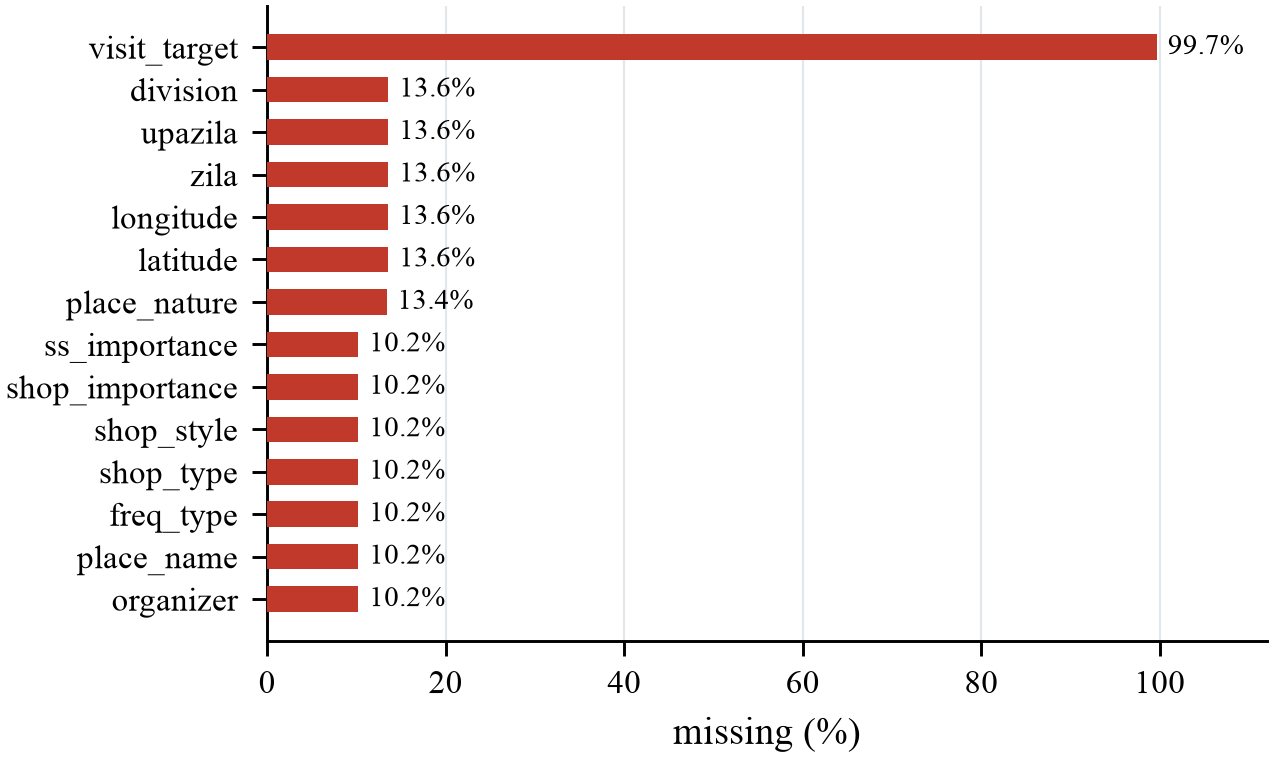 visit_target 99.7%
division 13.6%
upazila 13.6%
zila 13.6%
longitude 13.6%
latitude 13.6%
place_nature 13.4%
ss_importance 10.2%
shop_importance 10.2%
shop_style 10.2%
shop_type 10.2%
freq_type 10.2%
place_name 10.2%
organizer 10.2%
0 20 40 60 80 100
missing (%)